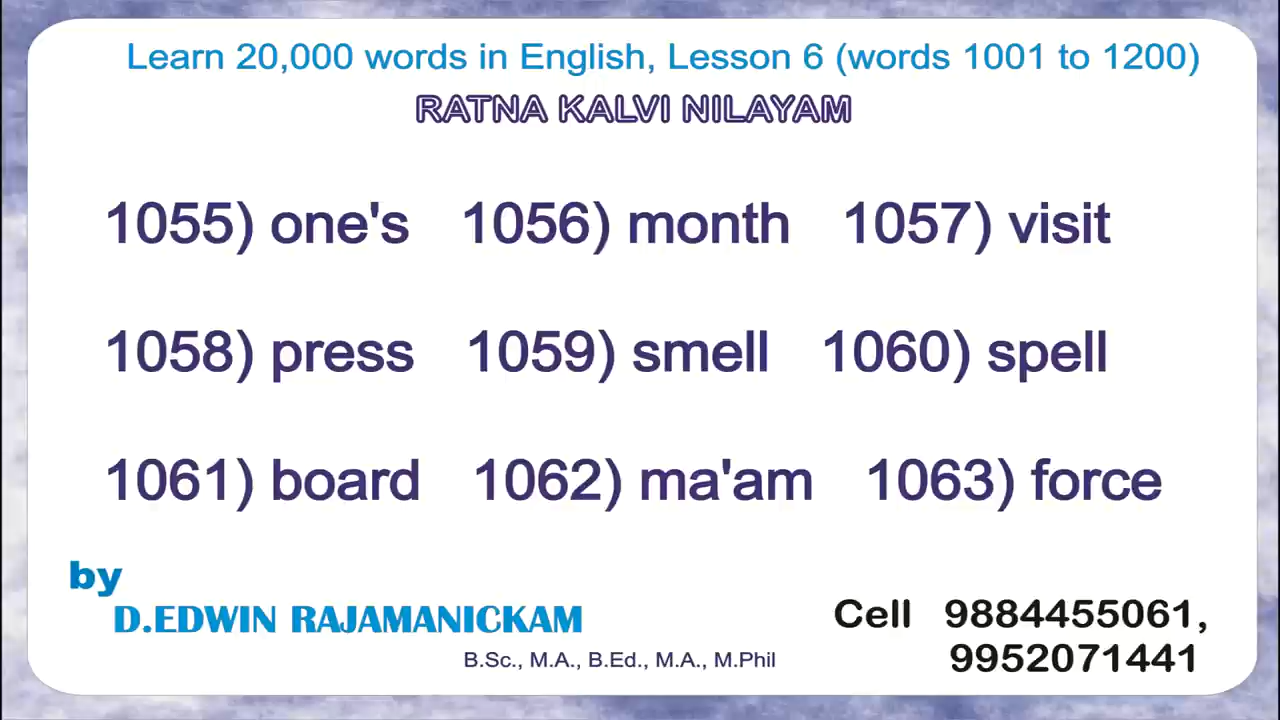 Learn 20,000 words in English, Lesson 6 (words 1001 to 1200)
RATNA KALVI NILAYAM
1055) one's 1056) month 1057) visit
1058) press 1059) smell 1060) spell
1061) board 1062) ma'am 1063) force
by
D.EDWIN RAJAMANICKAM
B.Sc., M.A., B.Ed., M.A., M.Phil
Cell 9884455061,
9952071441